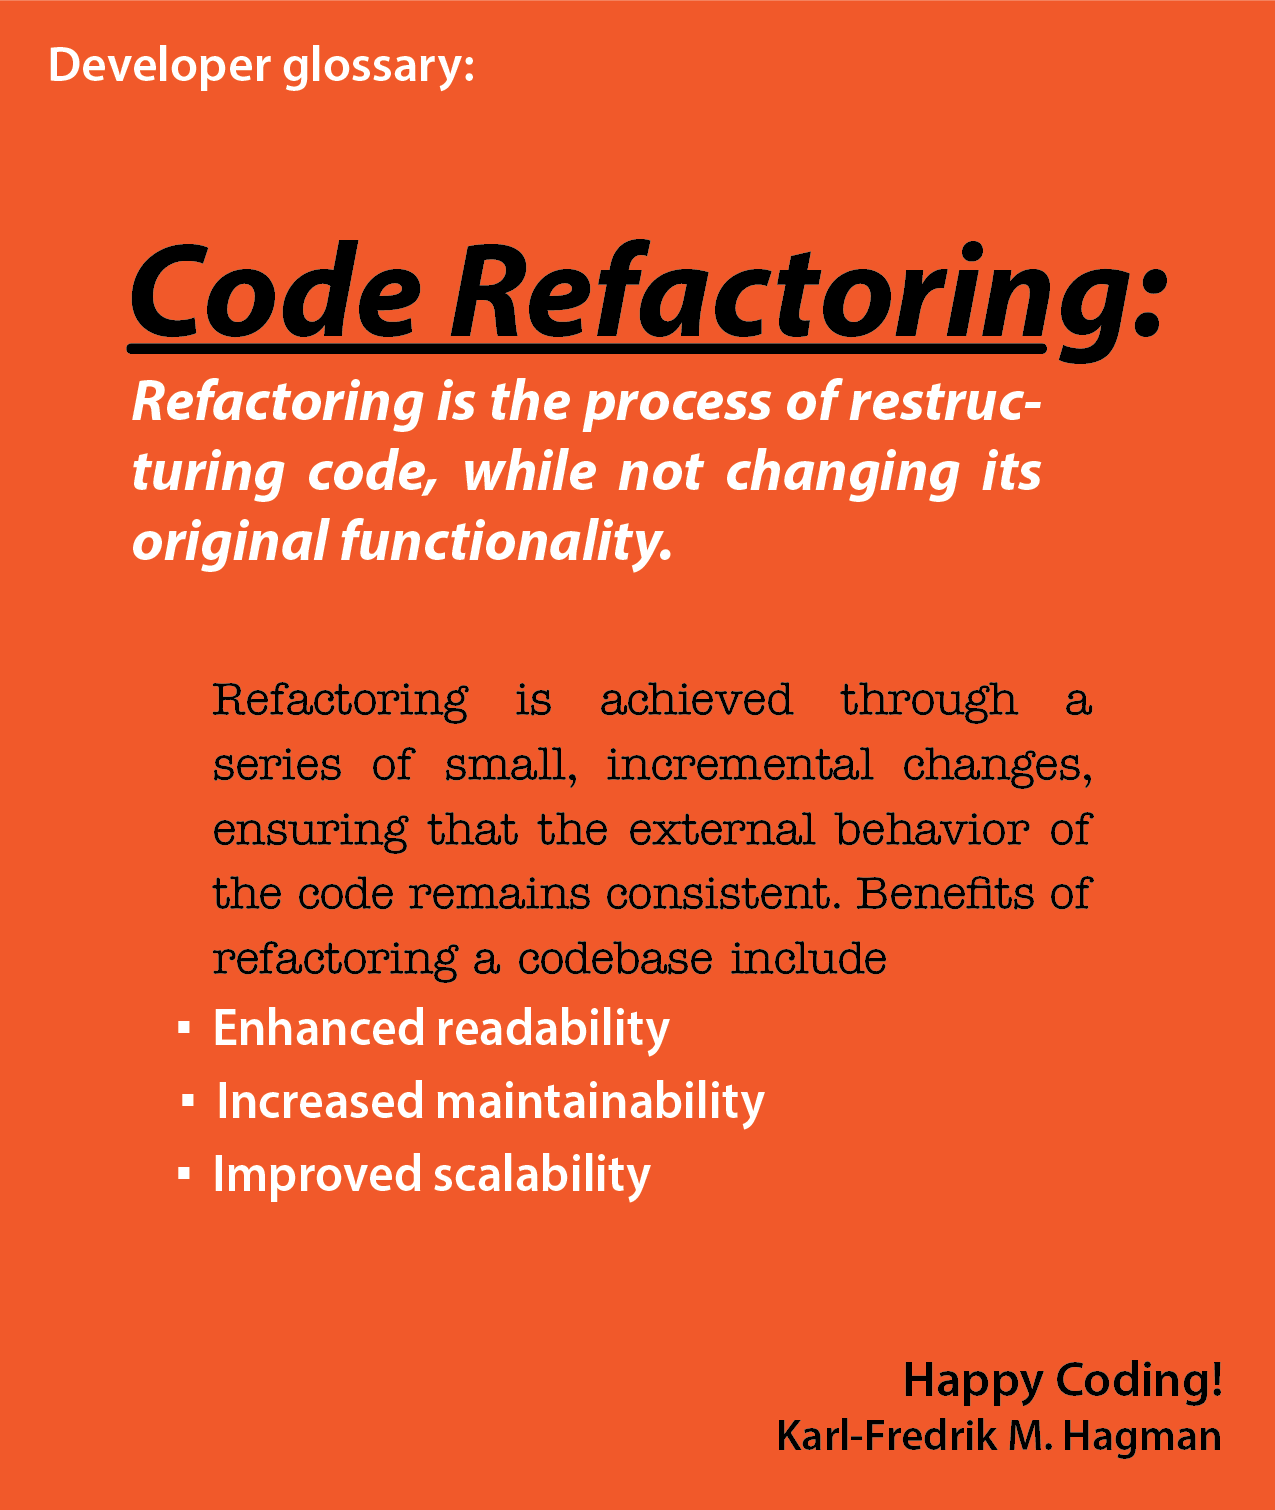 Developer glossary:
Code Refactoring:
Refactoring is the process of restruc-
turing code, while not changing its
original functionality.
Refactoring is achieved through a
series of small, incremental changes,
ensuring that the external behavior of
the code remains consistent. Benefits of
refactoring a codebase include
▪ Enhanced readability
▪ Increased maintainability
▪ Improved scalability
Happy Coding!
Karl-Fredrik M. Hagman